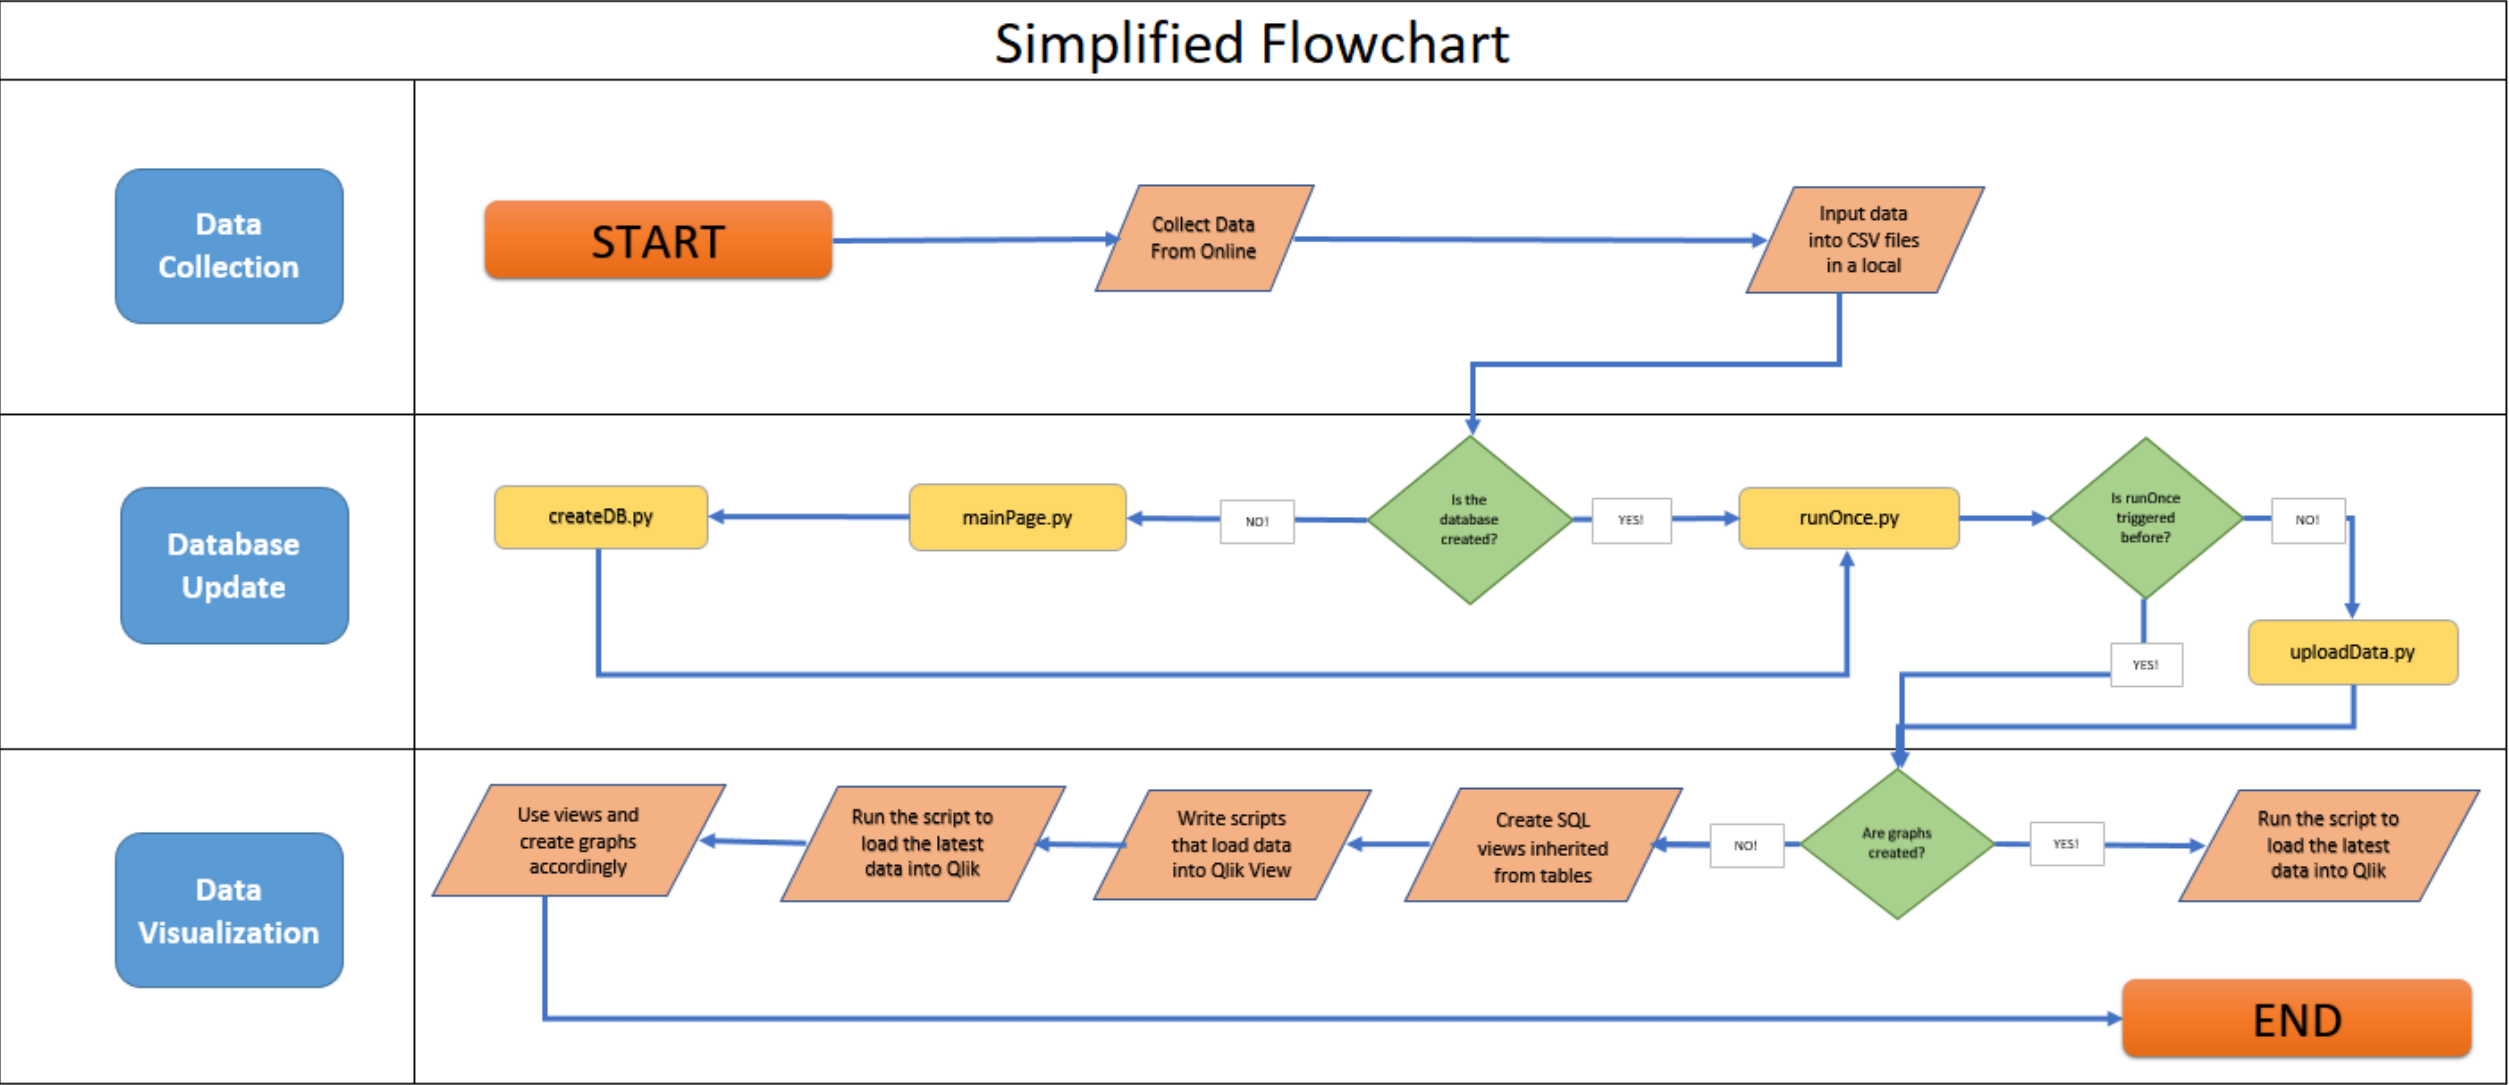 Simplified Flowchart
Data
Collection
START
Collect Data
From Online
Input data
into CSV files
in a local
Database
Update
createDB.py
mainPage.py
NO!
Is the
database
created?
YES!
runOnce.py
Is runOnce
triggered
before?
NO!
YES!
uploadData.py
Data
Visualization
Use views and
create graphs
accordingly
Run the script to
load the latest
data into Qlik
Write scripts
that load data
into Qlik View
Create SQL
views inherited
from tables
NO!
Are graphs
created?
YES!
Run the script to
load the latest
data into Qlik
END